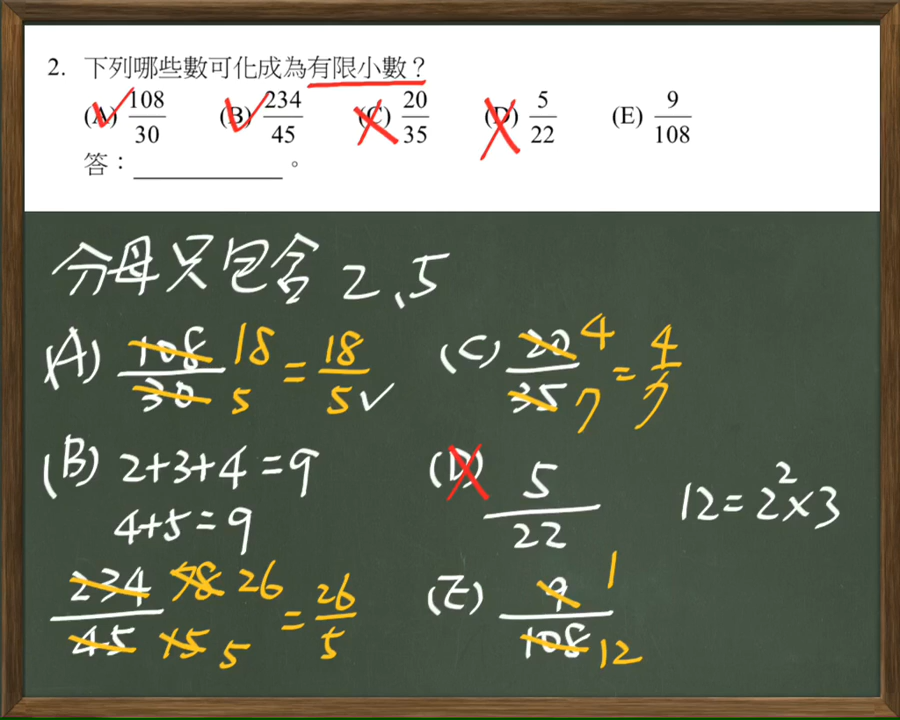 2. 下列哪些數可化成為有限小數？
(A) 108/30 (B) 234/45 (C) 20/35 (D) 5/22 (E) 9/108
答：＿＿＿＿＿＿。
分母只包含 2、5
(A) 108/30 18/5 = 18/5 ✓
(B) 2+3+4=9
4+5=9
234/45 78/15 26/5 = 26/5
(C) 20/35 4/7 = 4/7
(D) 5/22
12=2²×3
(E) 9/108 1/12